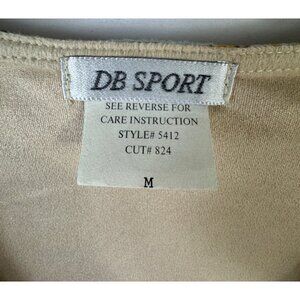 DB SPORT
SEE REVERSE FOR
CARE INSTRUCTION
STYLE# 5412
CUT# 824
M